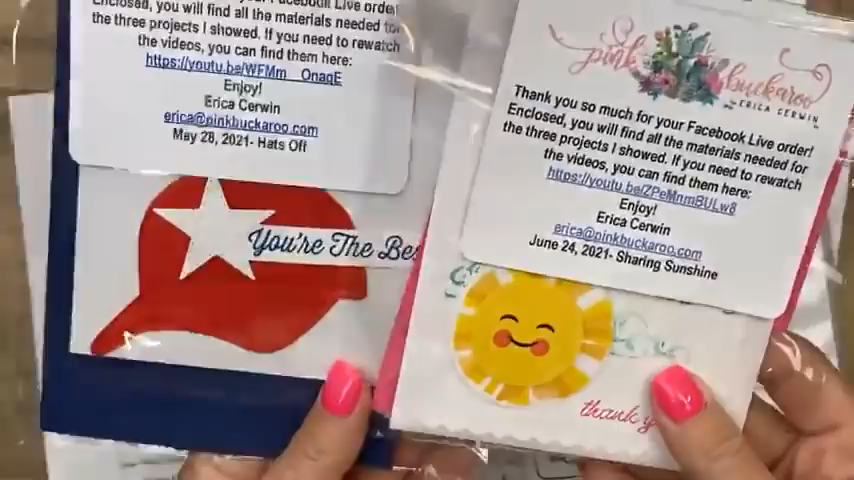 Enclosed, you will find all the materials needed to
the three projects I showed. If you need to rewatch
the videos, you can find them here:
Enjoy!
Erica Cerwin
erica@pinkbuckaroo.com
May 28, 2021- Hats Off
You're The
pink buckaroo
by ERICA CERWIN
Thank you so much for your Facebook Live order!
Enclosed, you will find all the materials needed for
the three projects I showed. If you need to rewatch
the videos, you can find them here:
https://youtu.be/ZPeMnmBULw8
Enjoy!
Erica Cerwin
erica@pinkbuckaroo.com
June 24, 2021- Sharing Sunshine
thank